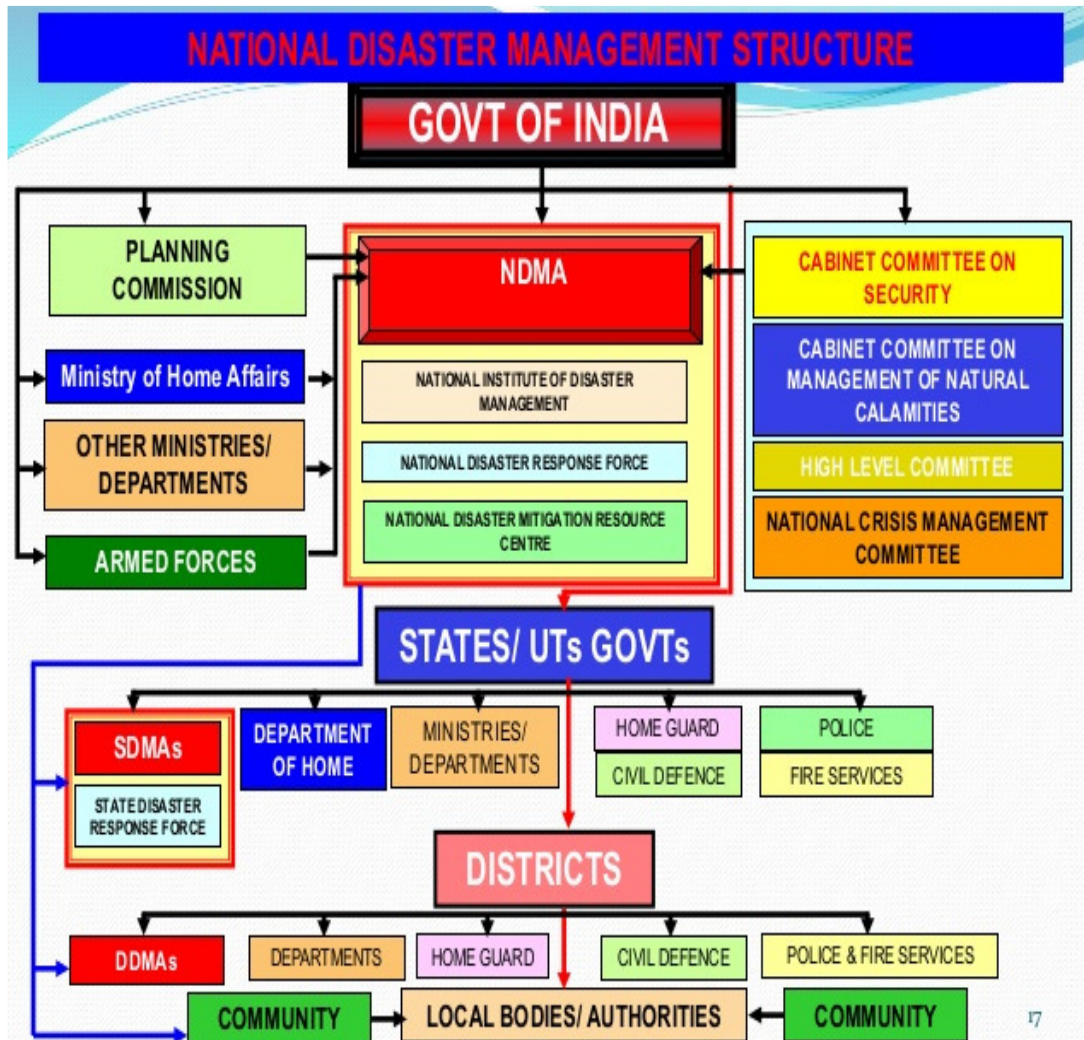 NATIONAL DISASTER MANAGEMENT STRUCTURE
GOVT OF INDIA
PLANNING
COMMISSION
Ministry of Home Affairs
OTHER MINISTRIES/
DEPARTMENTS
ARMED FORCES
NDMA
NATIONAL INSTITUTE OF DISASTER
MANAGEMENT
NATIONAL DISASTER RESPONSE FORCE
NATIONAL DISASTER MITIGATION RESOURCE
CENTRE
CABINET COMMITTEE ON
SECURITY
CABINET COMMITTEE ON
MANAGEMENT OF NATURAL
CALAMITIES
HIGH LEVEL COMMITTEE
NATIONAL CRISIS MANAGEMENT
COMMITTEE
STATES/ UTs GOVTs
SDMAs
STATE DISASTER
RESPONSE FORCE
DEPARTMENT
OF HOME
MINISTRIES/
DEPARTMENTS
HOME GUARD
CIVIL DEFENCE
POLICE
FIRE SERVICES
DISTRICTS
DDMAs
DEPARTMENTS
HOME GUARD
CIVIL DEFENCE
POLICE & FIRE SERVICES
COMMUNITY
LOCAL BODIES/ AUTHORITIES
COMMUNITY
17